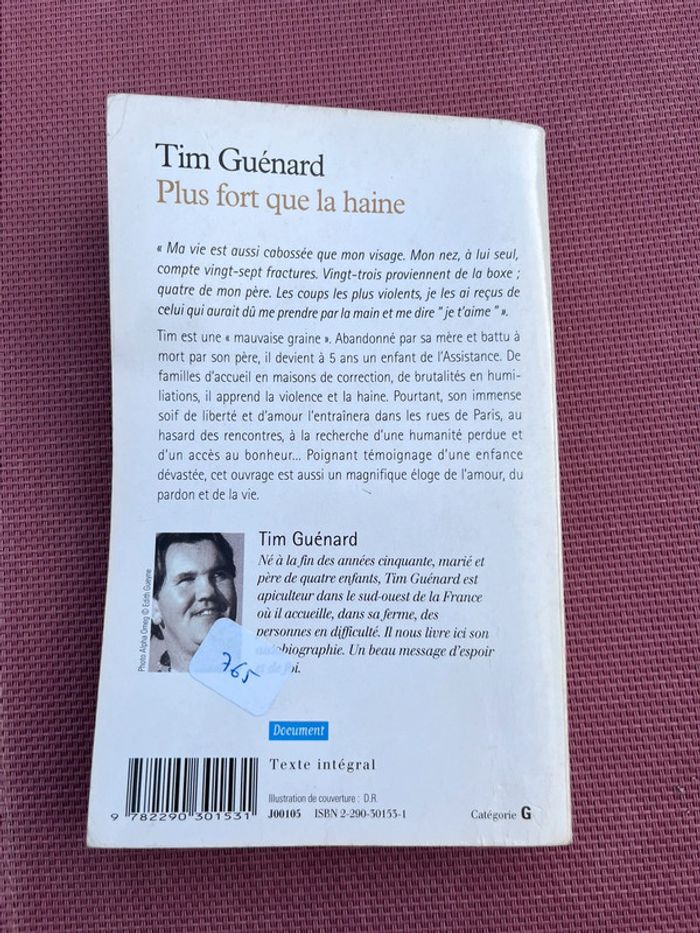 Tim Guénard
Plus fort que la haine
« Ma vie est aussi cabossée que mon visage. Mon nez, à lui seul,
compte vingt-sept fractures. Vingt-trois proviennent de la boxe ;
quatre de mon père. Les coups les plus violents, je les ai reçus de
celui qui aurait dû me prendre par la main et me dire " je t'aime " ».
Tim est une « mauvaise graine ». Abandonné par sa mère et battu à
mort par son père, il devient à 5 ans un enfant de l'Assistance. De
familles d'accueil en maisons de correction, de brutalités en humi-
liations, il apprend la violence et la haine. Pourtant, son immense
soif de liberté et d'amour l'entraînera dans les rues de Paris, au
hasard des rencontres, à la recherche d'une humanité perdue et
d'un accès au bonheur... Poignant témoignage d'une enfance
dévastée, cet ouvrage est aussi un magnifique éloge de l'amour, du
pardon et de la vie.
Photo Alpha Omeg © Edith Gueyne
Tim Guénard
Né à la fin des années cinquante, marié et
père de quatre enfants, Tim Guénard est
apiculteur dans le sud-ouest de la France
où il accueille, dans sa ferme, des
personnes en difficulté. Il nous livre ici son
autobiographie. Un beau message d'espoir
et de foi.
765
Document
Texte intégral
Illustration de couverture : D.R.
9 782290 301531
J00105 ISBN 2-290-30153-1
Catégorie G